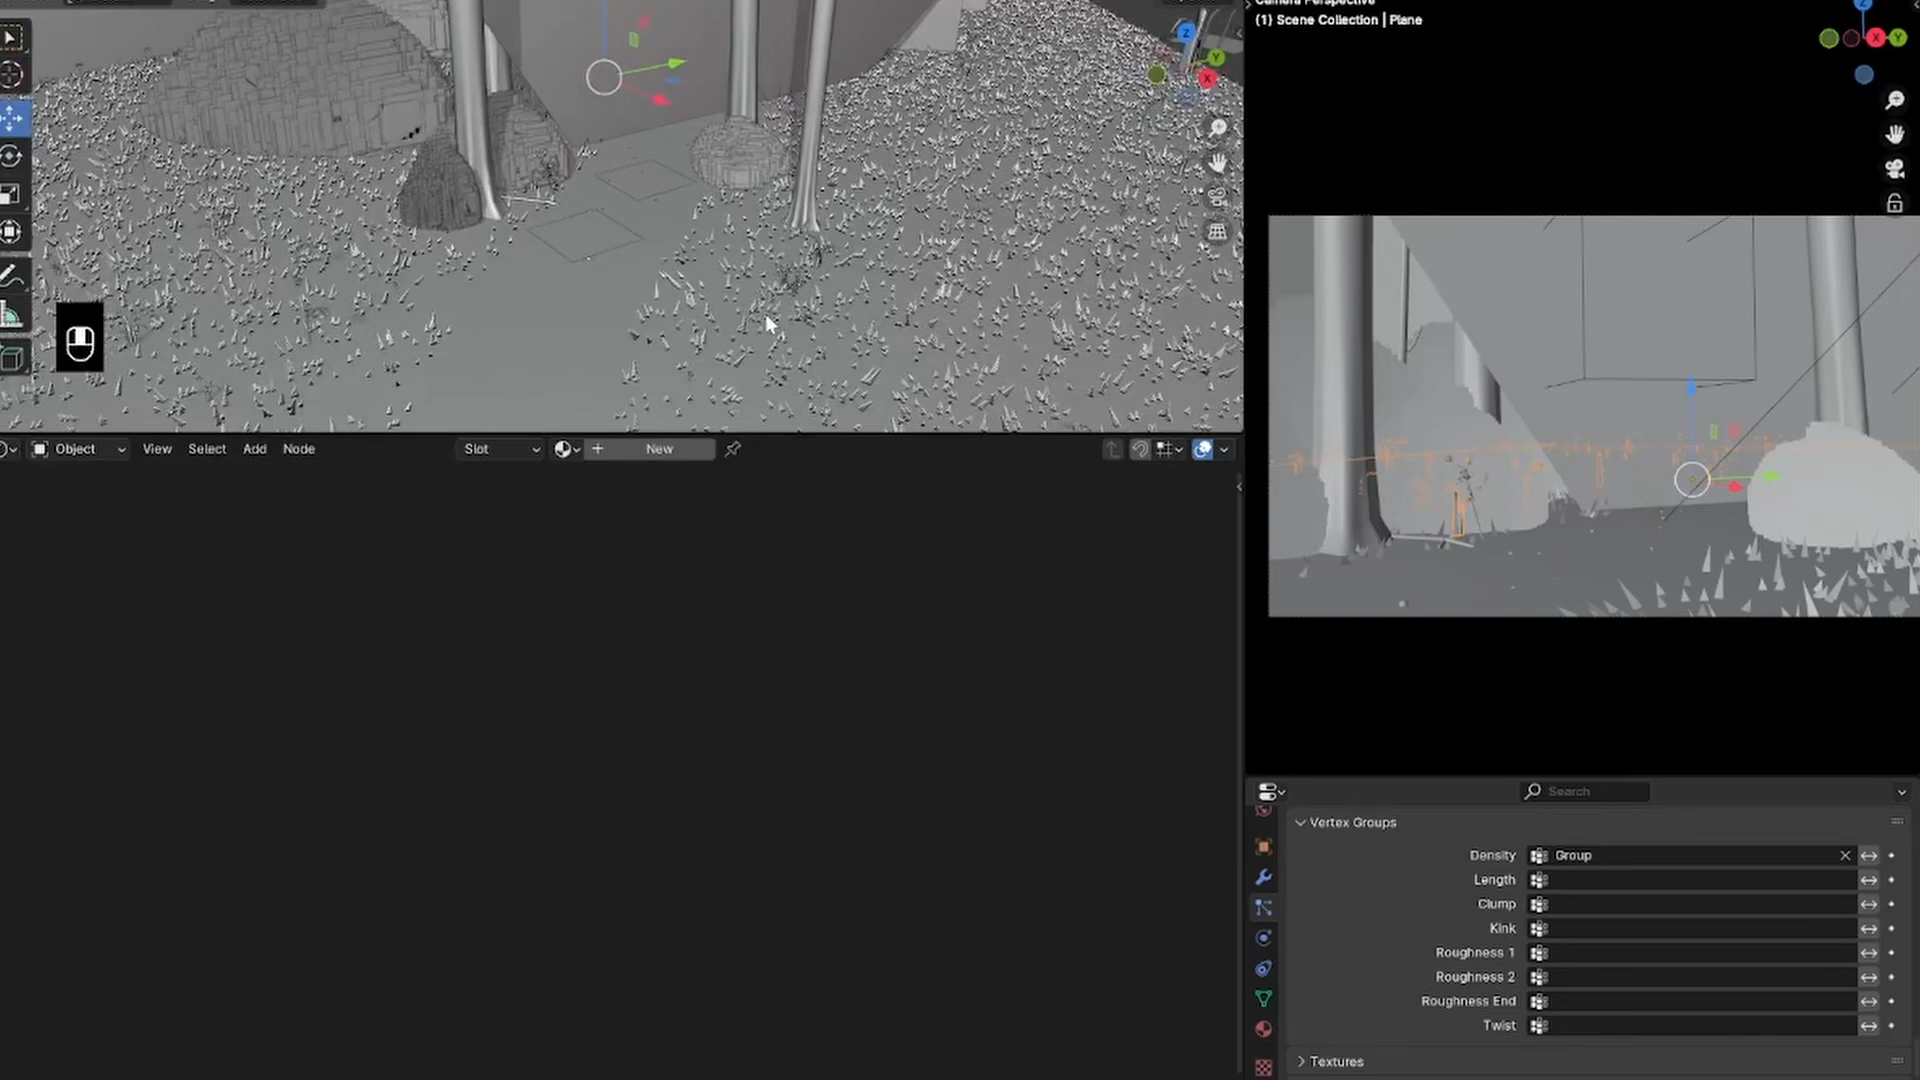 (1) Scene Collection | Plane
Z
Y
X
Z
X
Y
Object
View
Select
Add
Node
Slot
New
Search
Vertex Groups
Density
Group
Length
Clump
Kink
Roughness 1
Roughness 2
Roughness End
Twist
Textures